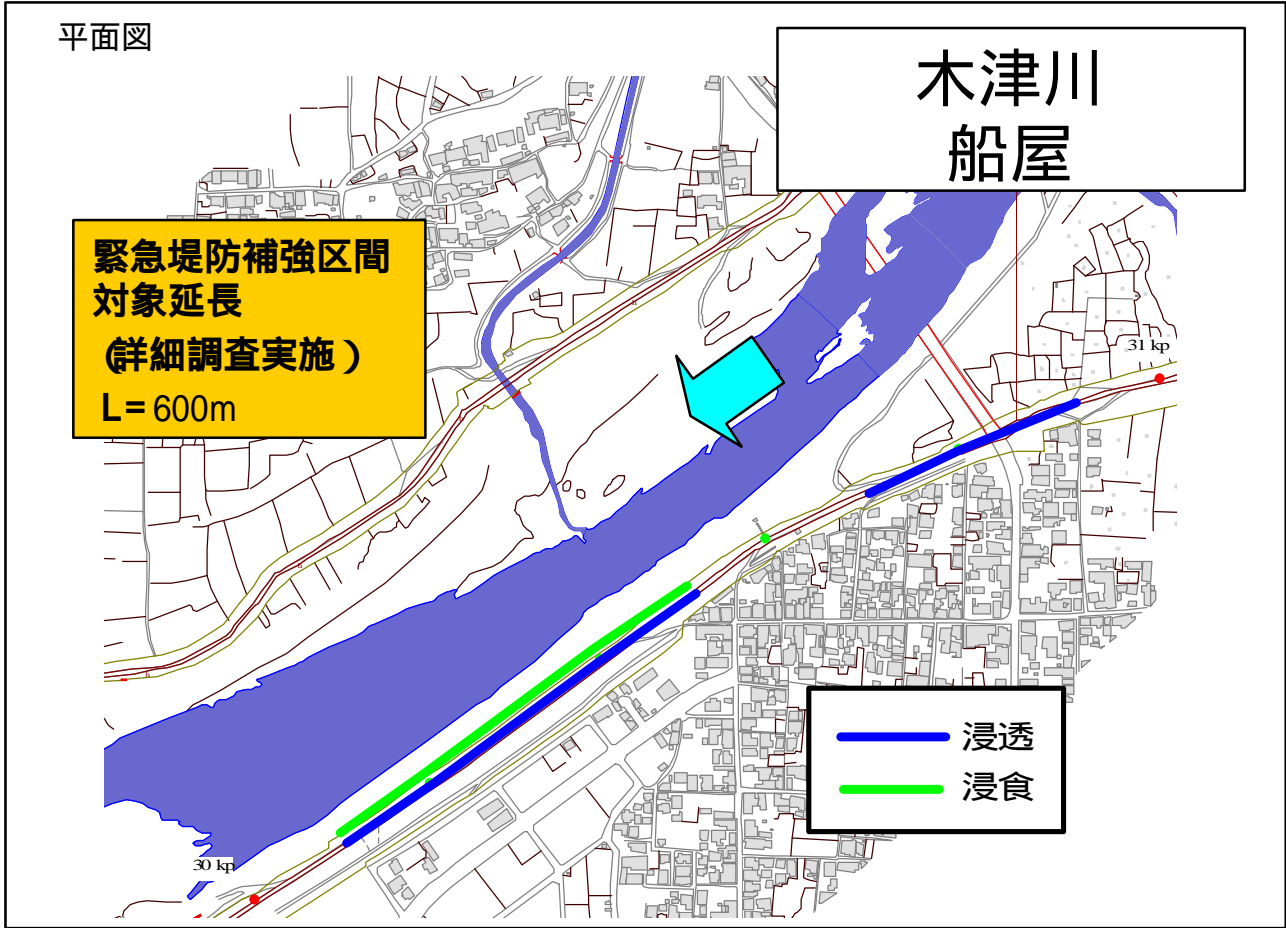 平面図
木津川
船屋
緊急堤防補強区間
対象延長
(詳細調査実施)
L=600m
31 kp
浸透
浸食
30 kp